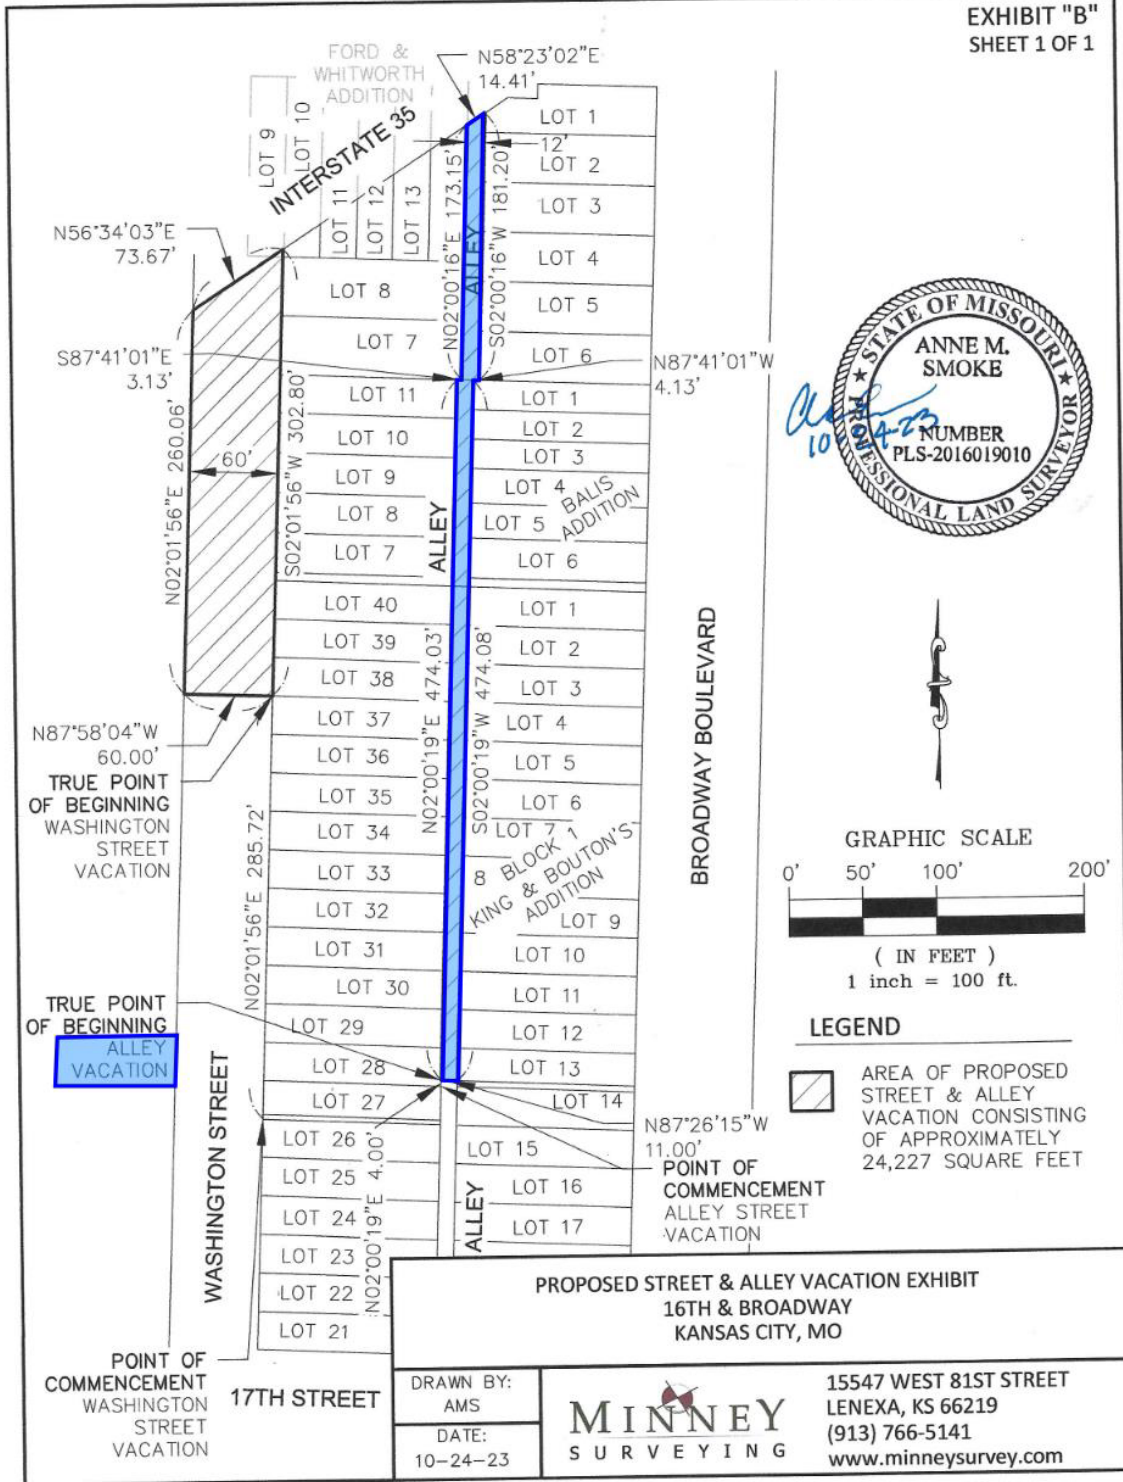 EXHIBIT "B"
SHEET 1 OF 1
FORD &
WHITWORTH
ADDITION
N58°23'02"E
14.41'
LOT 9
LOT 10
INTERSTATE 35
LOT 11
LOT 12
LOT 13
N02°00'16"E 173.15'
ALLEY
S02°00'16"W 181.20'
12'
LOT 1
LOT 2
LOT 3
LOT 4
LOT 5
LOT 6
N56°34'03"E
73.67'
LOT 8
LOT 7
S87°41'01"E
3.13'
N87°41'01"W
4.13'
N02°01'56"E 260.06'
60'
S02°01'56"W 302.80'
LOT 11
LOT 10
LOT 9
LOT 8
LOT 7
ALLEY
LOT 1
LOT 2
LOT 3
LOT 4
LOT 5
LOT 6
BALIS
ADDITION
STATE OF MISSOURI
ANNE M.
SMOKE
NUMBER
PLS-2016019010
PROFESSIONAL LAND SURVEYOR
10-24-23
LOT 40
LOT 39
LOT 38
LOT 37
LOT 36
LOT 35
LOT 34
LOT 33
LOT 32
LOT 31
LOT 30
LOT 29
LOT 28
LOT 27
LOT 26
LOT 25
LOT 24
LOT 23
LOT 22
LOT 21
N02°00'19"E 474.03'
S02°00'19"W 474.08'
LOT 1
LOT 2
LOT 3
LOT 4
LOT 5
LOT 6
LOT 7
8
BLOCK 1
KING & BOUTON'S
ADDITION
LOT 9
LOT 10
LOT 11
LOT 12
LOT 13
LOT 14
LOT 15
LOT 16
LOT 17
BROADWAY BOULEVARD
N87°58'04"W
60.00'
TRUE POINT
OF BEGINNING
WASHINGTON
STREET
VACATION
N02°01'56"E 285.72'
TRUE POINT
OF BEGINNING
ALLEY
VACATION
WASHINGTON STREET
N02°00'19"E 4.00'
ALLEY
N87°26'15"W
11.00'
POINT OF
COMMENCEMENT
ALLEY STREET
VACATION
POINT OF
COMMENCEMENT
WASHINGTON
STREET
VACATION
17TH STREET
GRAPHIC SCALE
0' 50' 100' 200'
( IN FEET )
1 inch = 100 ft.
LEGEND
AREA OF PROPOSED
STREET & ALLEY
VACATION CONSISTING
OF APPROXIMATELY
24,227 SQUARE FEET
PROPOSED STREET & ALLEY VACATION EXHIBIT
16TH & BROADWAY
KANSAS CITY, MO
DRAWN BY:
AMS
DATE:
10-24-23
MINNEY
SURVEYING
15547 WEST 81ST STREET
LENEXA, KS 66219
(913) 766-5141
www.minneysurvey.com